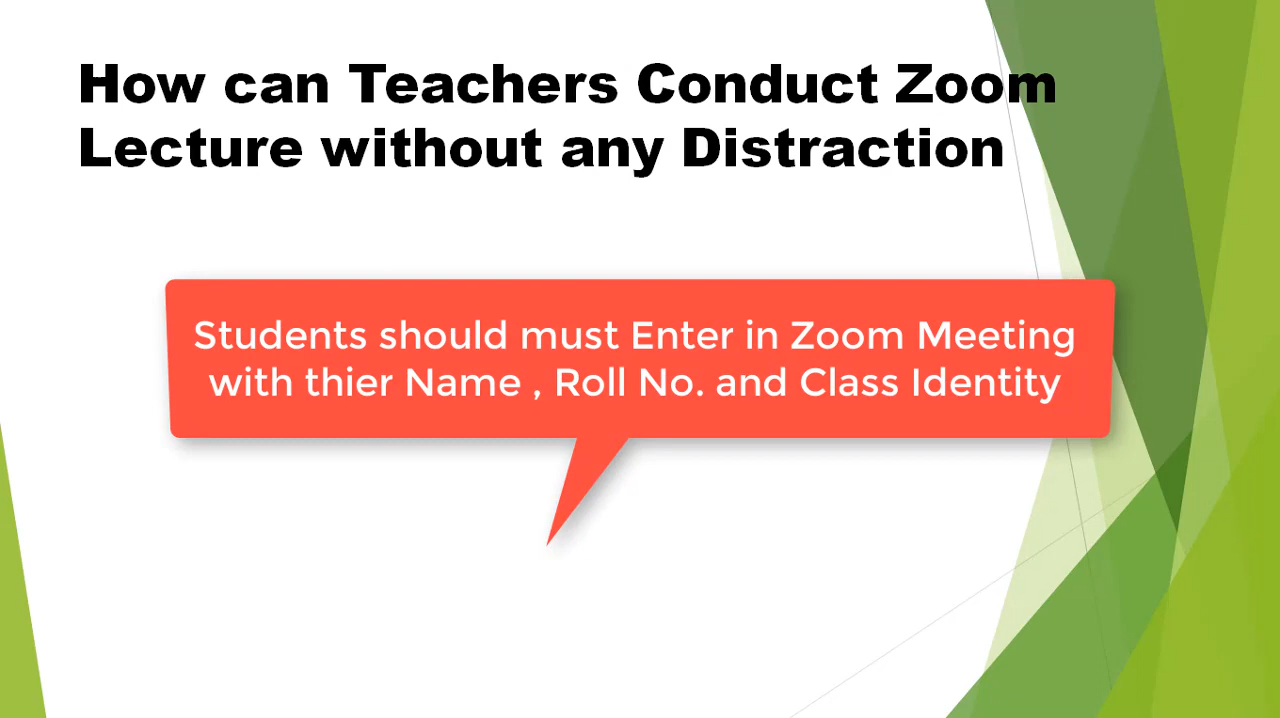 How can Teachers Conduct Zoom
Lecture without any Distraction
Students should must Enter in Zoom Meeting
with thier Name , Roll No. and Class Identity